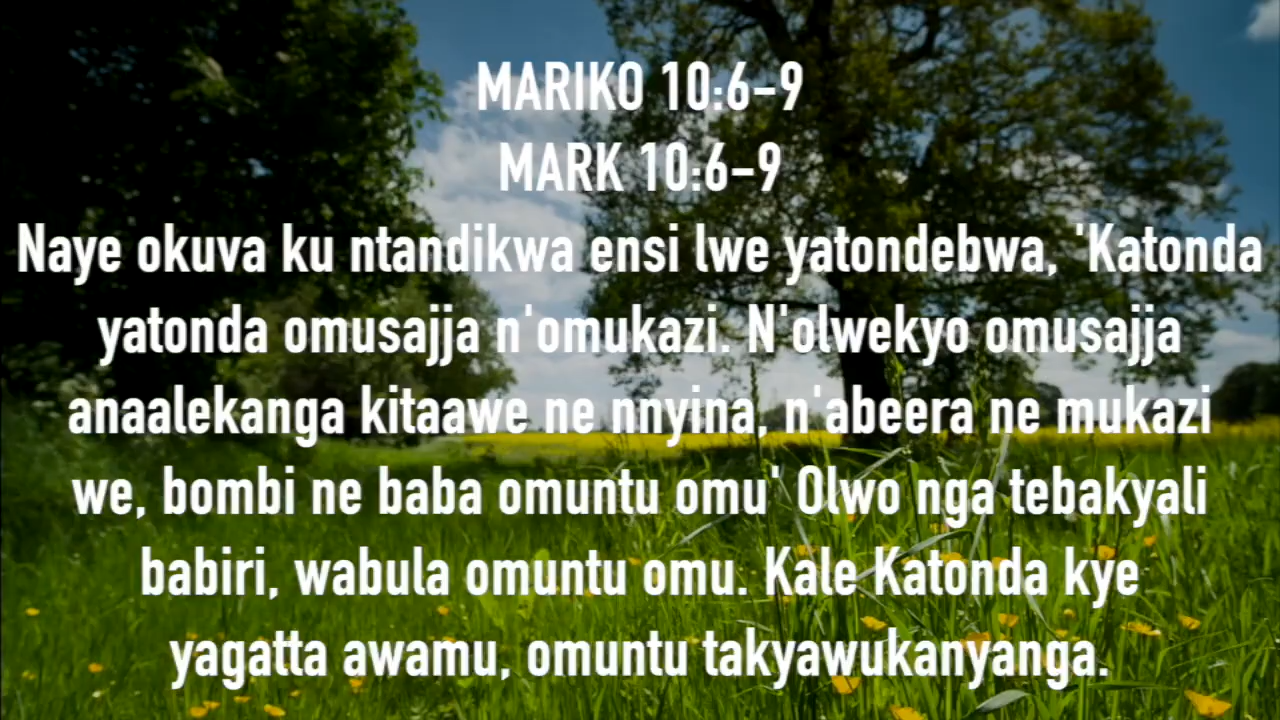 MARIKO 10:6-9
MARK 10:6-9
Naye okuva ku ntandikwa ensi lwe yatondebwa, 'Katonda
yatonda omusajja n'omukazi. N'olwekyo omusajja
anaalekanga kitaawe ne nnyina, n'abeera ne mukazi
we, bombi ne baba omuntu omu' Olwo nga tebakyali
babiri, wabula omuntu omu. Kale Katonda kye
yagatta awamu, omuntu takyawukanyanga.